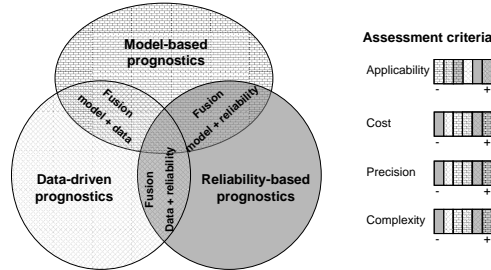 Model-based
prognostics
Fusion
model + data
Fusion
model + reliability
Data-driven
prognostics
Fusion
Data + reliability
Reliability-based
prognostics
Assessment criteria
Applicability
- +
Cost
- +
Precision
- +
Complexity
- +